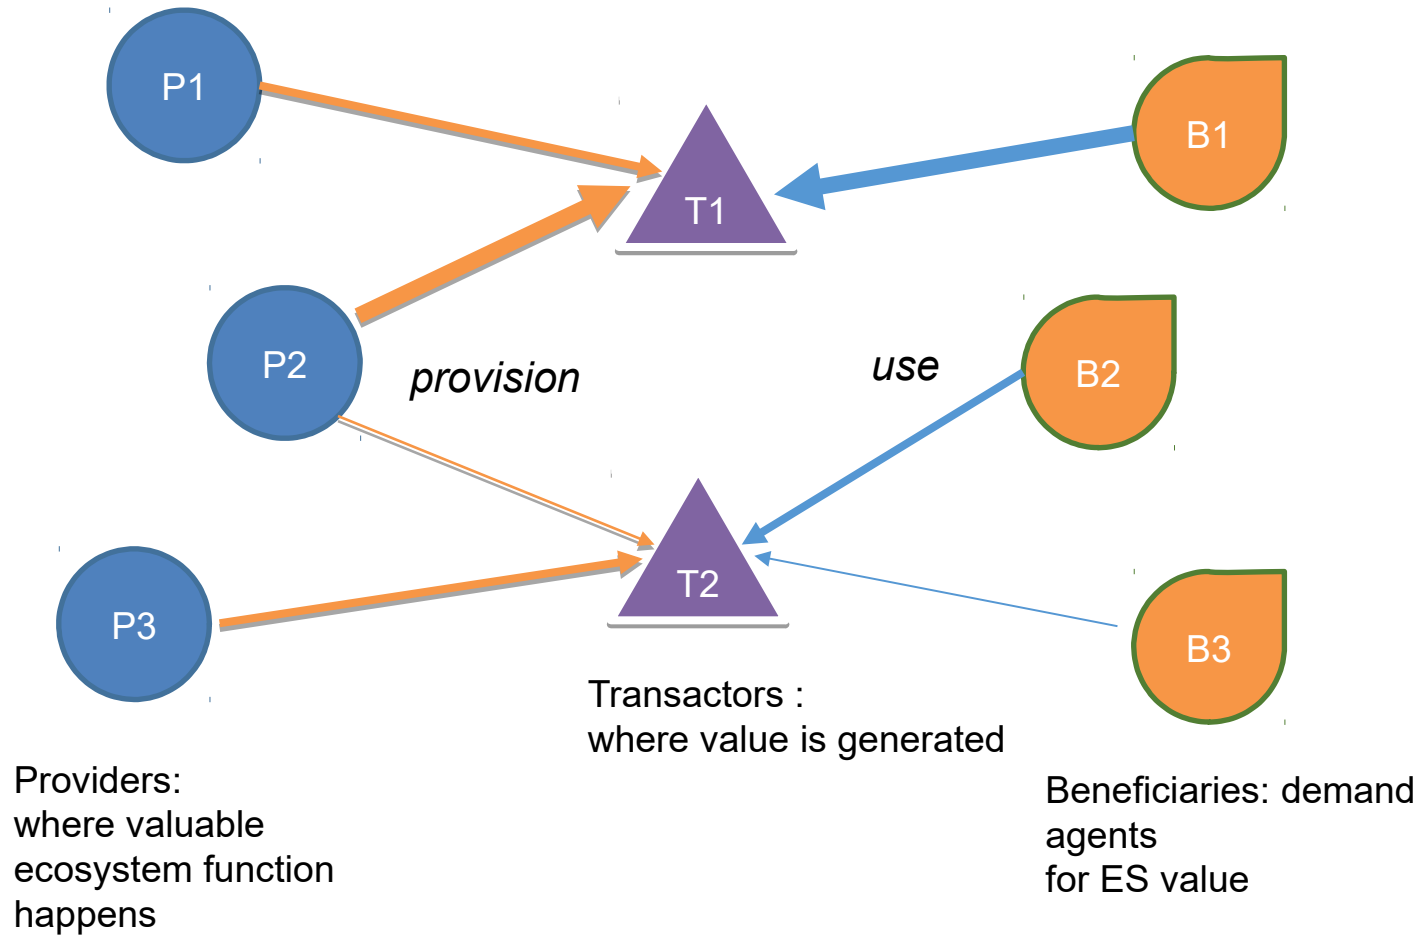 P1
T1
B1
P2
provision
use
B2
P3
T2
B3
Transactors :
where value is generated
Providers:
where valuable
ecosystem function
happens
Beneficiaries: demand
agents
for ES value